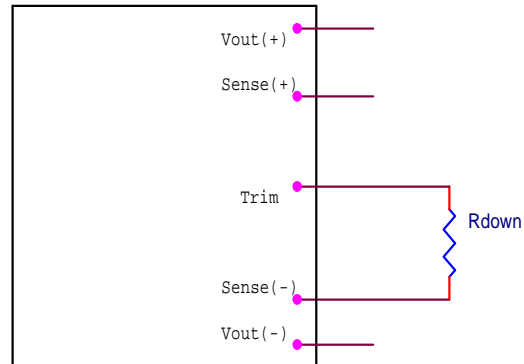 Vout(+)
Sense(+)
Trim
Rdown
Sense(-)
Vout(-)